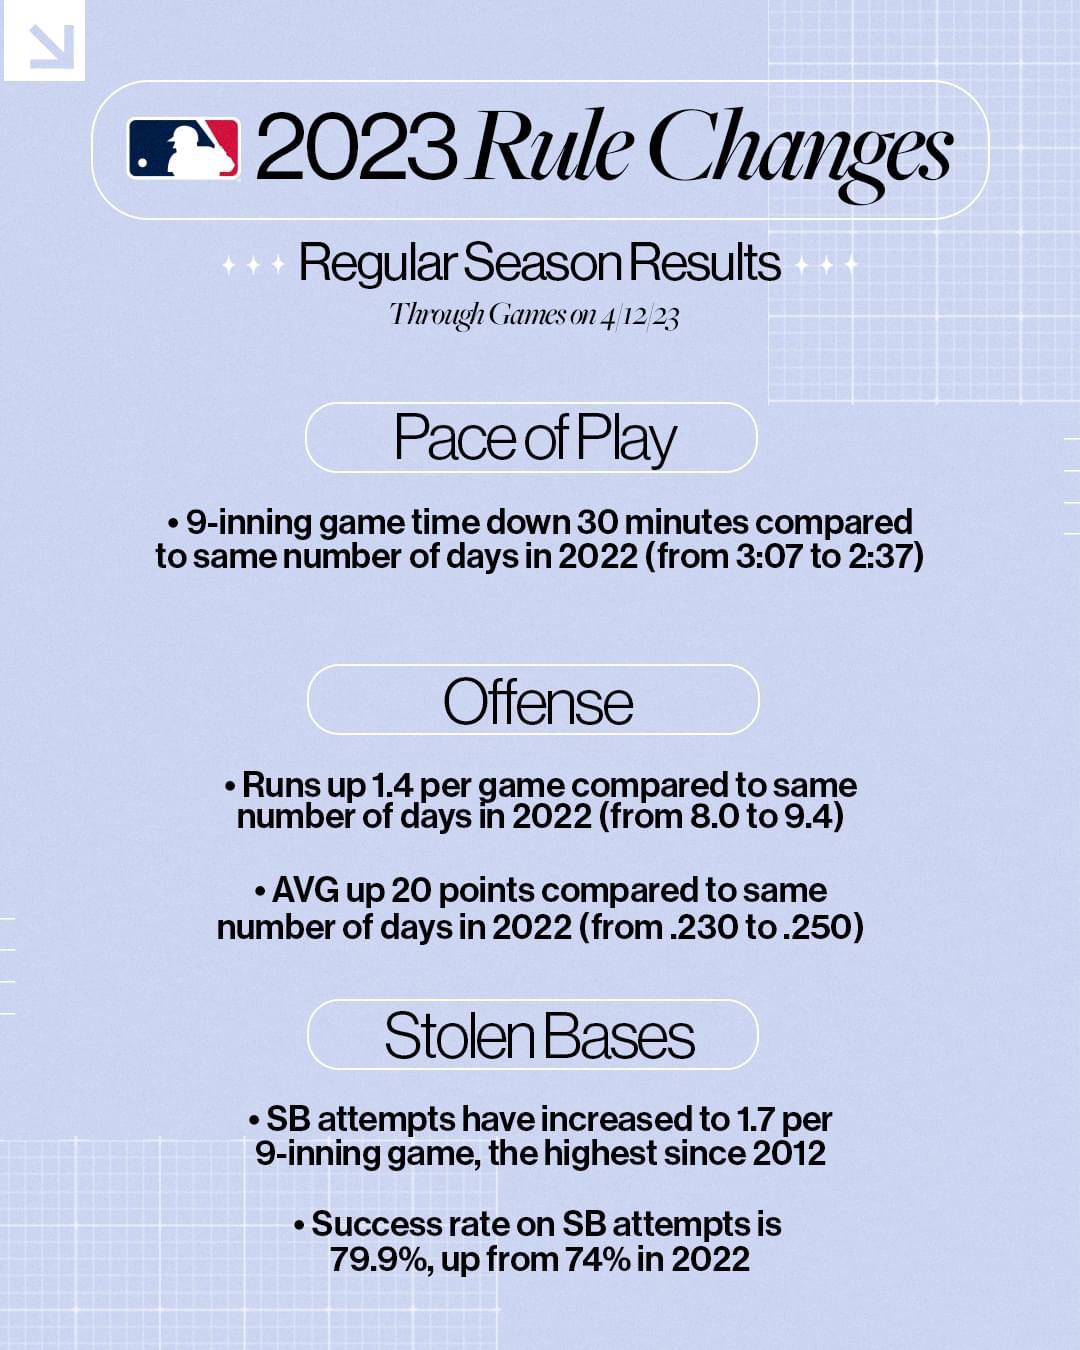 2023 Rule Changes
Regular Season Results
Through Games on 4/12/23
Pace of Play
• 9-inning game time down 30 minutes compared
to same number of days in 2022 (from 3:07 to 2:37)
Offense
• Runs up 1.4 per game compared to same
number of days in 2022 (from 8.0 to 9.4)
• AVG up 20 points compared to same
number of days in 2022 (from .230 to .250)
Stolen Bases
• SB attempts have increased to 1.7 per
9-inning game, the highest since 2012
• Success rate on SB attempts is
79.9%, up from 74% in 2022